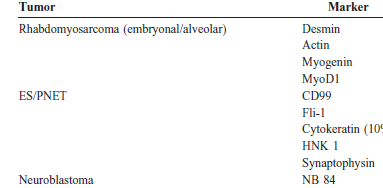 Tumor Marker
Rhabdomyosarcoma (embryonal/alveolar) Desmin
Actin
Myogenin
MyoD1
ES/PNET CD99
Fli-1
Cytokeratin (10%
HNK 1
Synaptophysin
Neuroblastoma NB 84